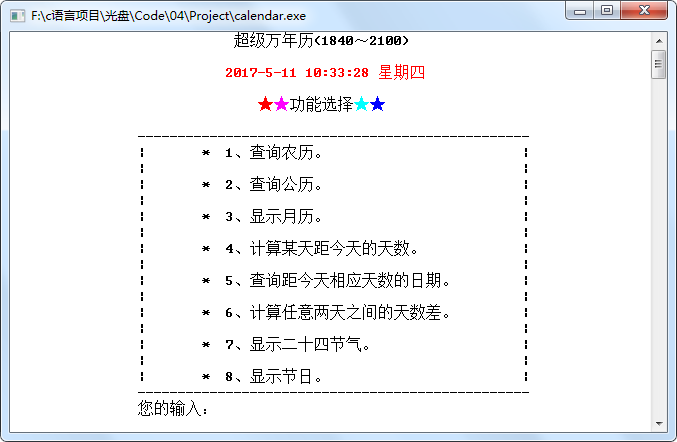 F:\c语言项目\光盘\Code\04\Project\calendar.exe
超级万年历(1840～2100)
2017-5-11 10:33:28 星期四
★★功能选择★★
* 1、查询农历。
* 2、查询公历。
* 3、显示月历。
* 4、计算某天距今天的天数。
* 5、查询距今天相应天数的日期。
* 6、计算任意两天之间的天数差。
* 7、显示二十四节气。
* 8、显示节日。
您的输入: